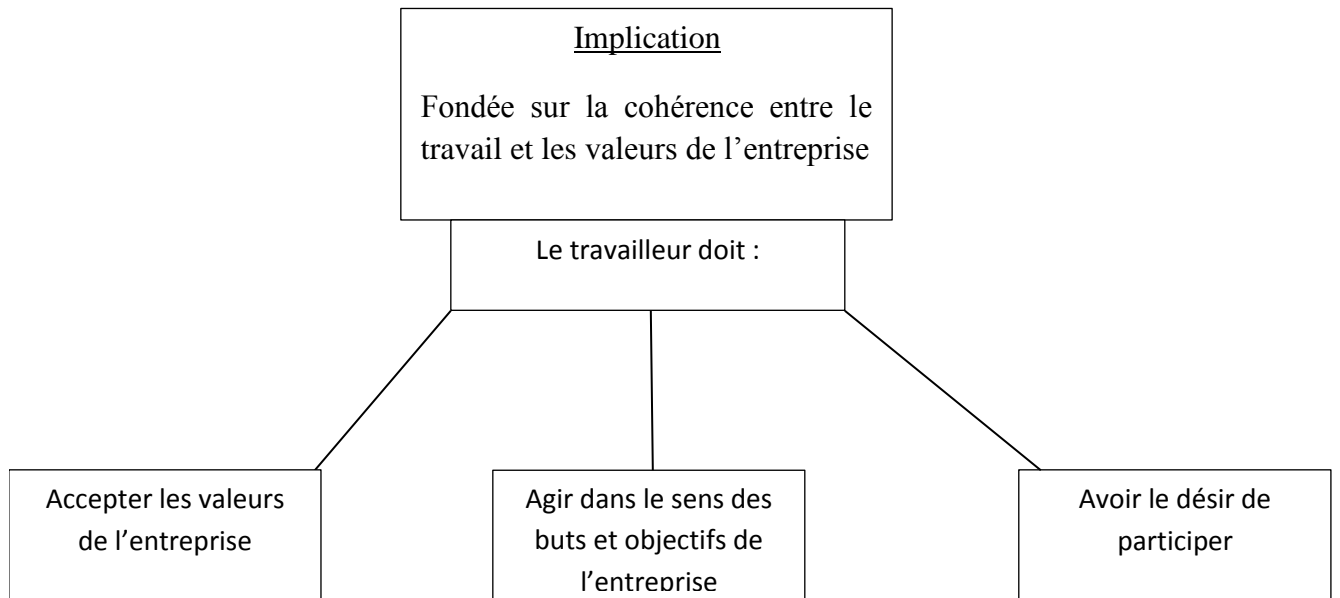 Implication
Fondée sur la cohérence entre le
travail et les valeurs de l’entreprise
Le travailleur doit :
Accepter les valeurs
de l’entreprise
Agir dans le sens des
buts et objectifs de
l’entreprise
Avoir le désir de
participer